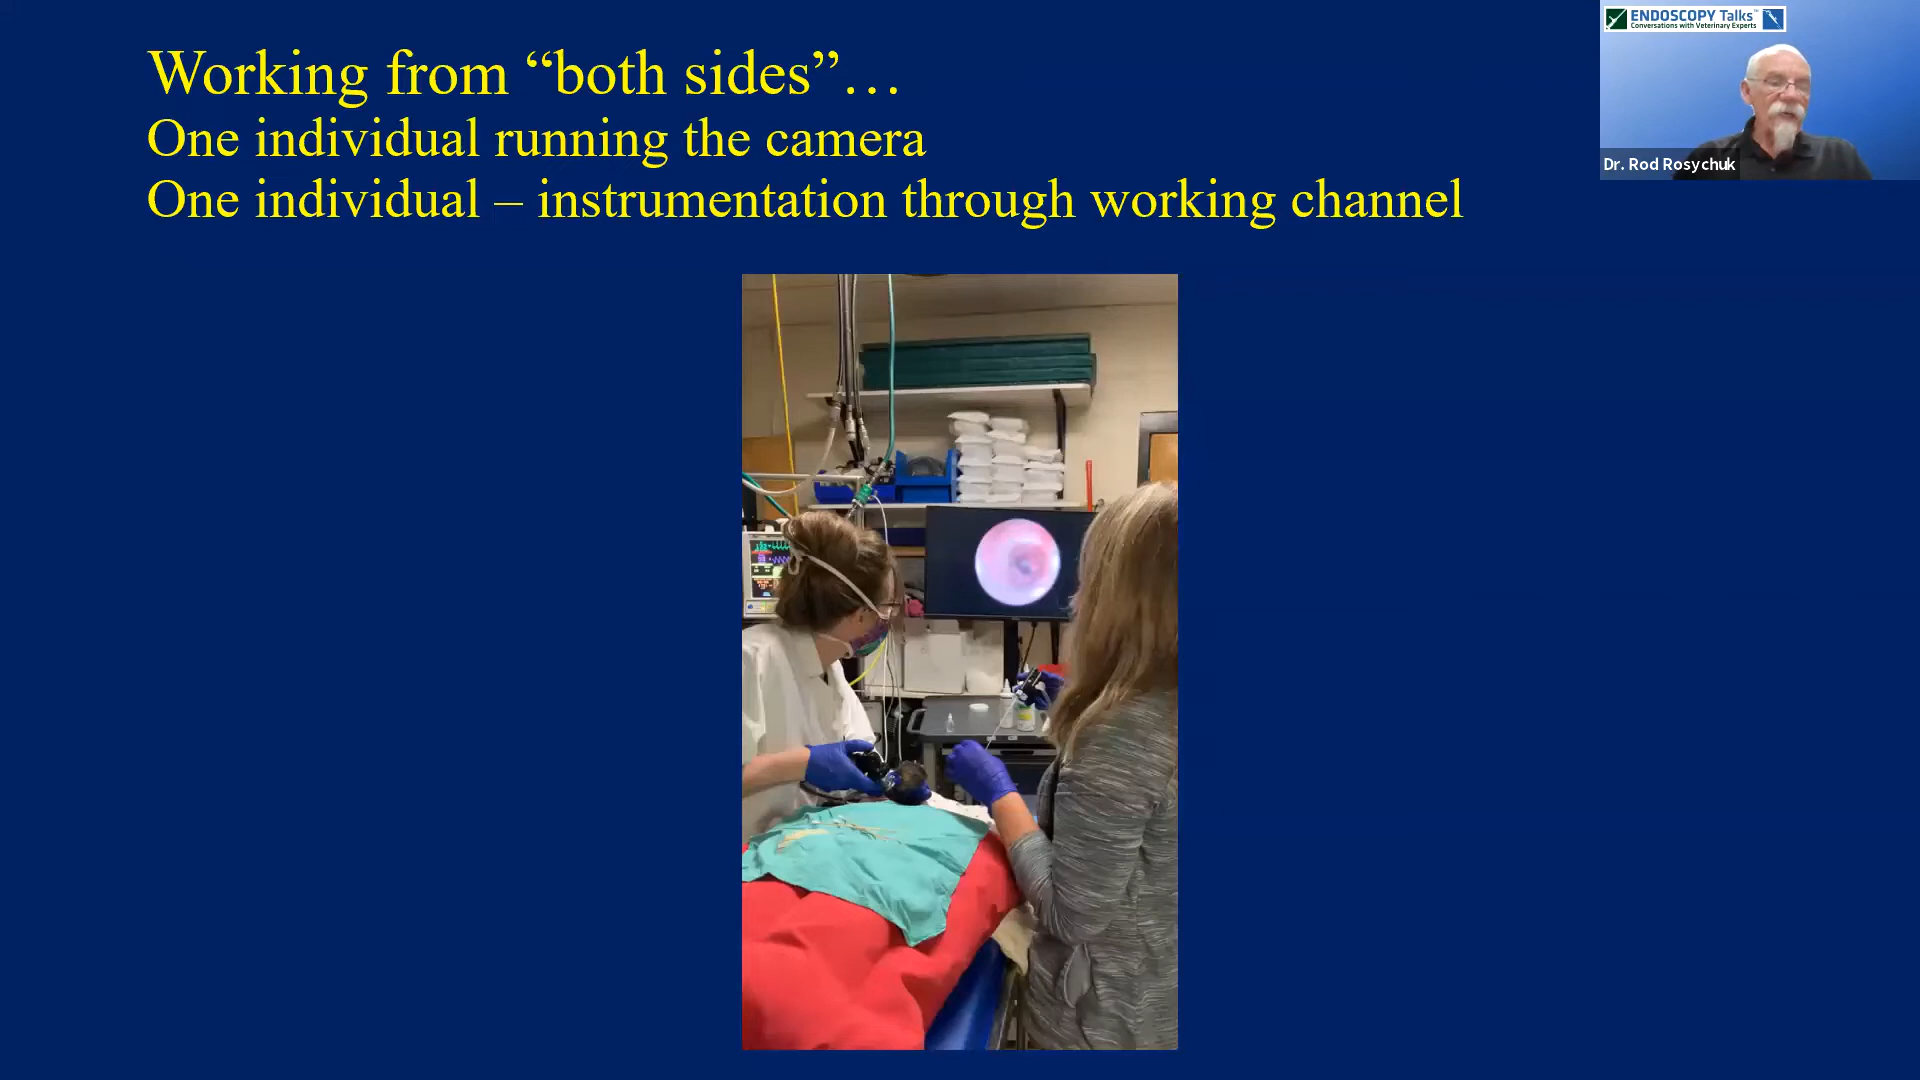 Working from “both sides”…
One individual running the camera
One individual – instrumentation through working channel
ENDOSCOPY Talks™
Conversations with Veterinary Experts
Dr. Rod Rosychuk